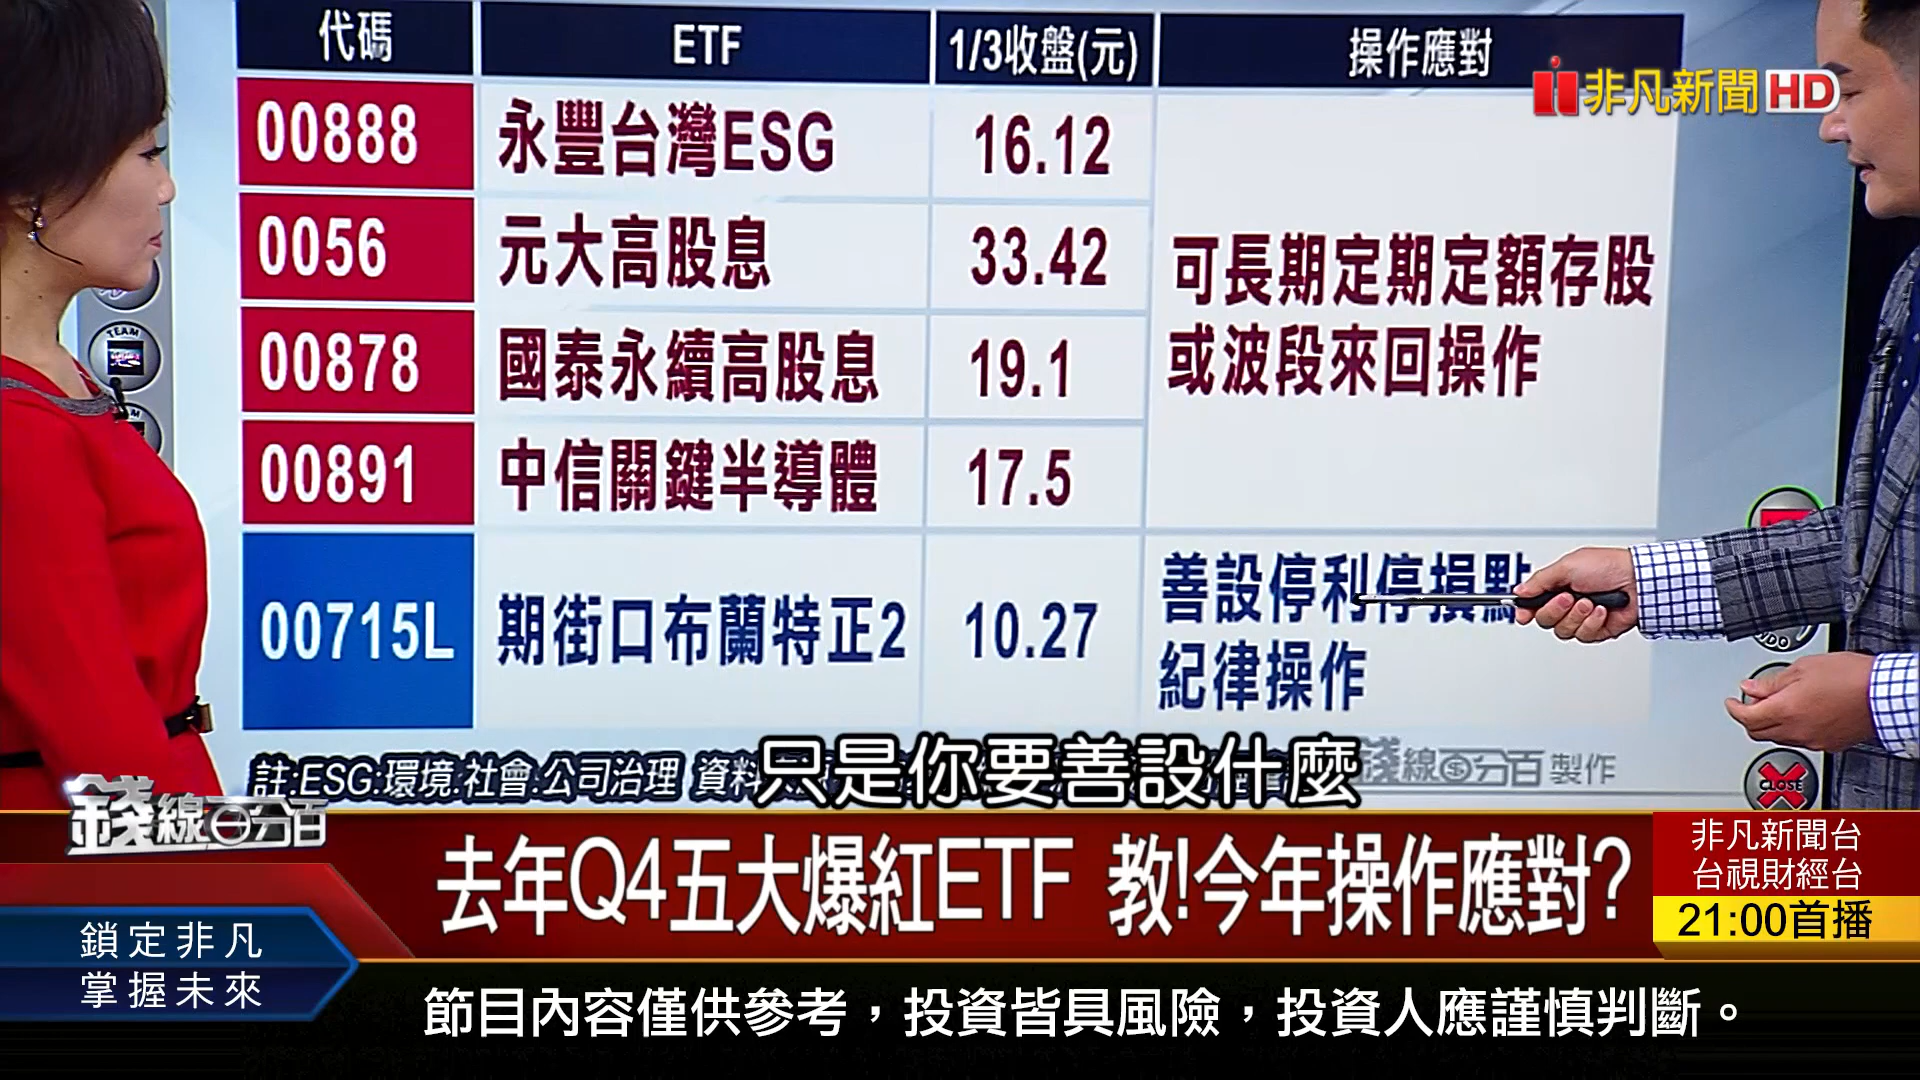 代碼 ETF 1/3收盤(元) 操作應對
非凡新聞HD
00888 永豐台灣ESG 16.12
0056 元大高股息 33.42
00878 國泰永續高股息 19.1
00891 中信關鍵半導體 17.5
可長期定期定額存股
或波段來回操作
00715L 期街口布蘭特正2 10.27
善設停利停損點
紀律操作
TEAM
CLOSE
註:ESG:環境.社會.公司治理 資料
錢線百分百製作
只是你要善設什麼
錢線百分百
去年Q4五大爆紅ETF 教!今年操作應對?
非凡新聞台
台視財經台
21:00首播
鎖定非凡
掌握未來
節目內容僅供參考，投資皆具風險，投資人應謹慎判斷。